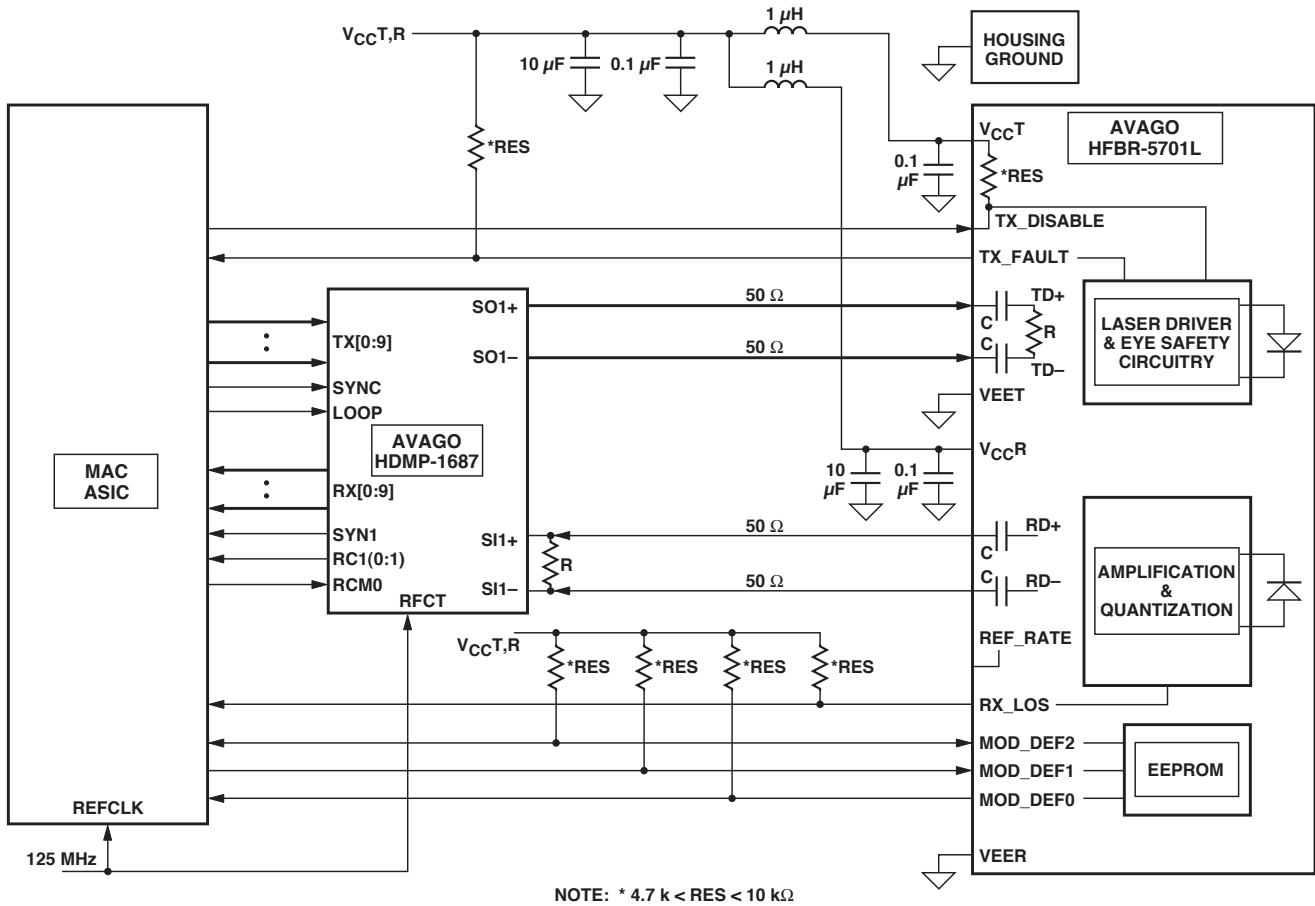 1 µH
VCCT,R
10 µF
0.1 µF
1 µH
HOUSING
GROUND
*RES
VCCT
AVAGO
HFBR-5701L
0.1
µF
*RES
TX_DISABLE
TX_FAULT
SO1+
50 Ω
TD+
C
R
TX[0:9]
:
SO1–
50 Ω
C
TD–
LASER DRIVER
& EYE SAFETY
CIRCUITRY
SYNC
LOOP
VEET
AVAGO
HDMP-1687
VCCR
MAC
ASIC
10
µF
0.1
µF
:
RX[0:9]
SYN1
SI1+
50 Ω
RD+
C
RC1(0:1)
R
RCM0
SI1–
50 Ω
C
RD–
AMPLIFICATION
&
QUANTIZATION
RFCT
VCCT,R
REF_RATE
*RES
*RES
*RES
*RES
RX_LOS
MOD_DEF2
MOD_DEF1
MOD_DEF0
EEPROM
REFCLK
125 MHz
VEER
NOTE: * 4.7 k < RES < 10 kΩ